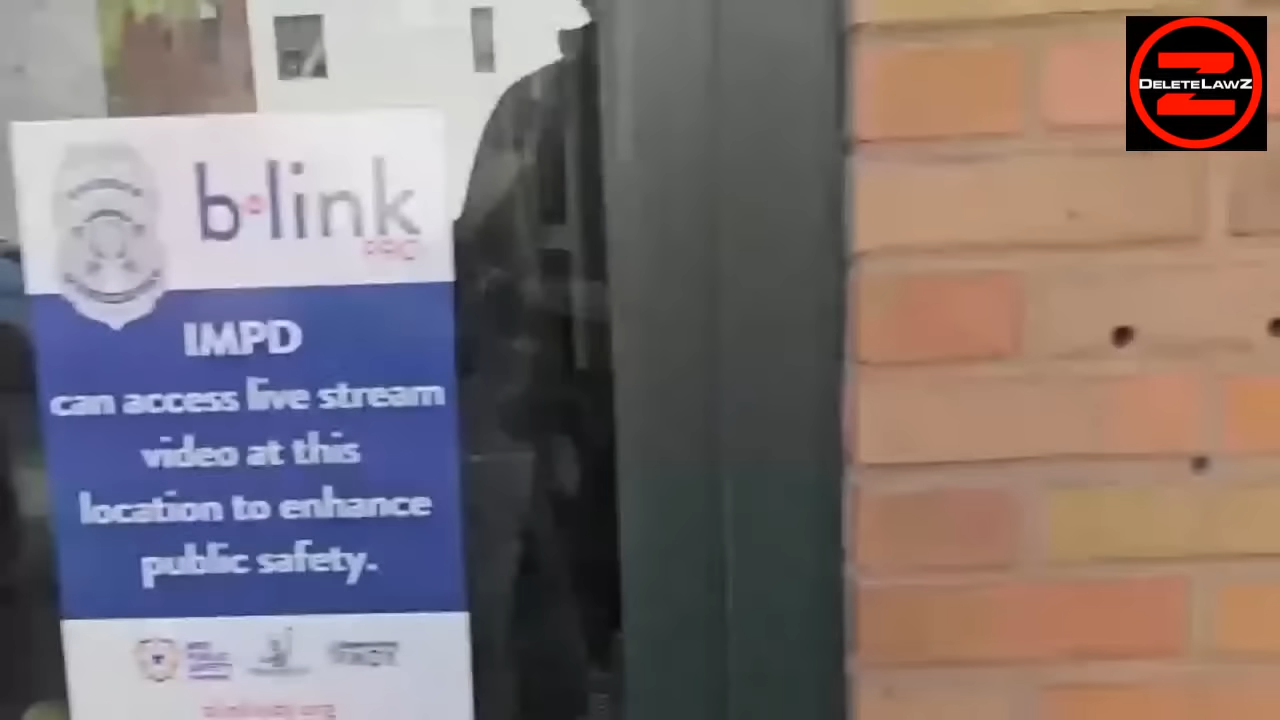 DELETELAWZ
b•link
PRO
IMPD
can access live stream
video at this
location to enhance
public safety.